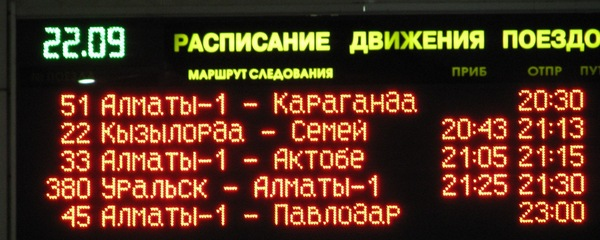 22.09 РАСПИСАНИЕ ДВИЖЕНИЯ ПОЕЗДО
МАРШРУТ СЛЕДОВАНИЯ ПРИБ ОТПР ПУТ
51 Алматы-1 - Караганда 20:30
22 Кызылорда - Семей 20:43 21:13
33 Алматы-1 - Актобе 21:05 21:15
380 Уральск - Алматы-1 21:25 21:30
45 Алматы-1 - Павлодар 23:00